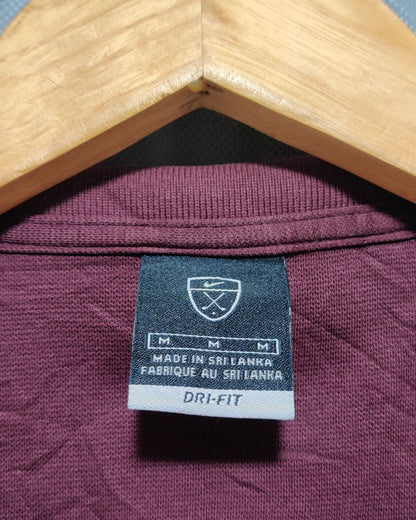 M M M
MADE IN SRI LANKA
FABRIQUE AU SRI LANKA
DRI-FIT